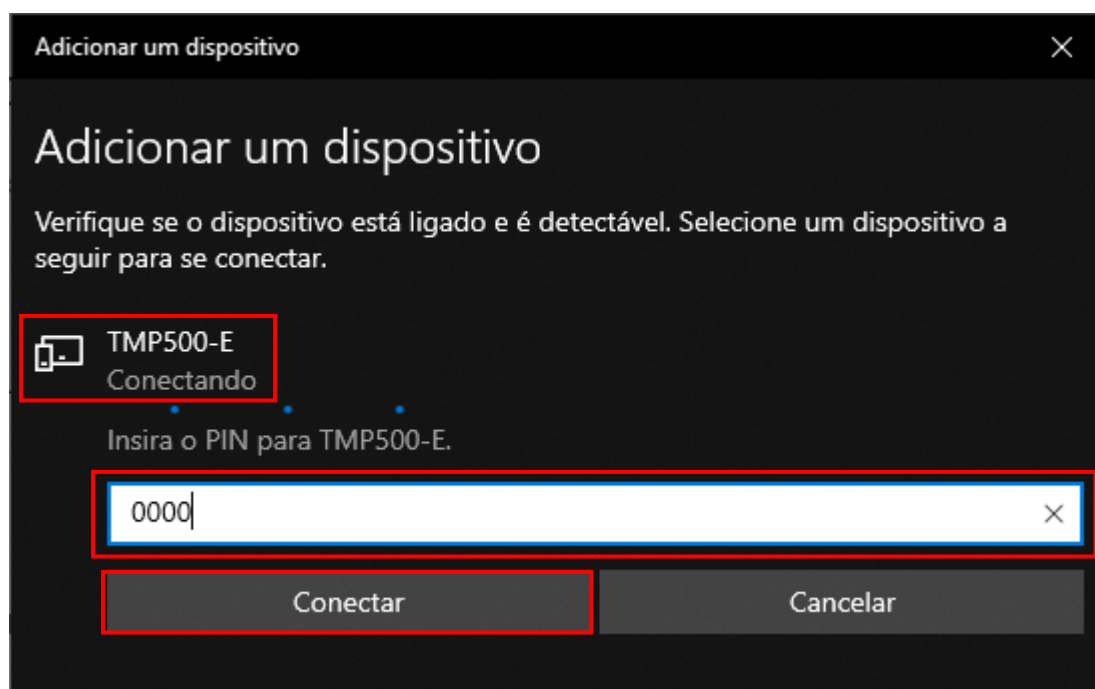 Adicionar um dispositivo
Adicionar um dispositivo
Verifique se o dispositivo está ligado e é detectável. Selecione um dispositivo a
seguir para se conectar.
TMP500-E
Conectando
Insira o PIN para TMP500-E.
0000
Conectar
Cancelar